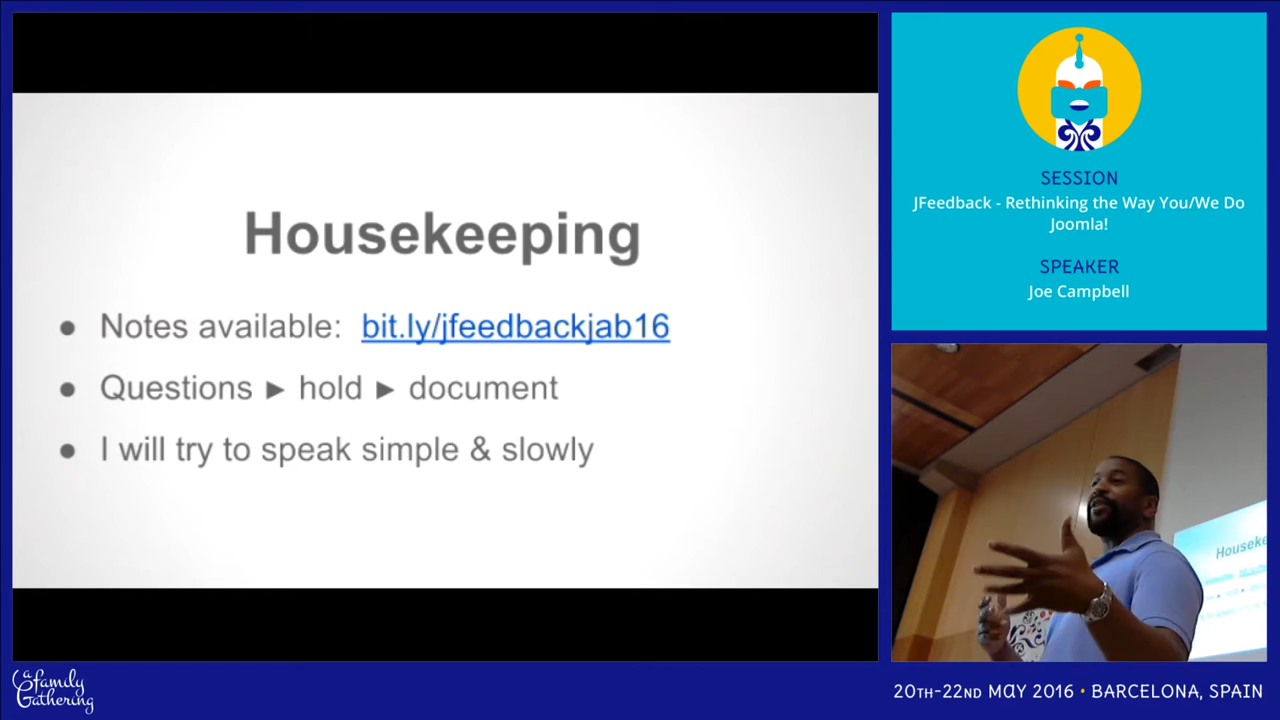 Housekeeping
● Notes available: bit.ly/jfeedbackjab16
● Questions ► hold ► document
● I will try to speak simple & slowly
SESSION
JFeedback - Rethinking the Way You/We Do
Joomla!
SPEAKER
Joe Campbell
Houseke
a family
Gathering
20TH-22ND MAY 2016 • BARCELONA, SPAIN